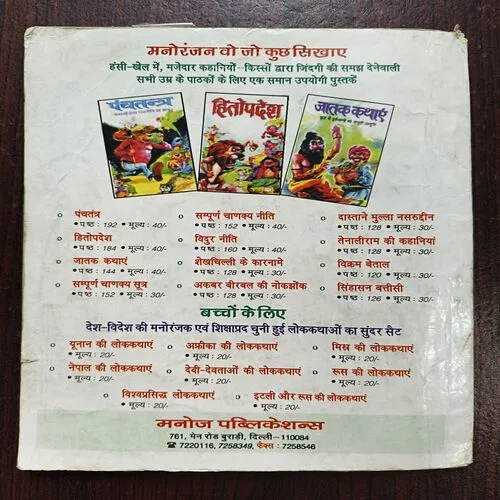 मनोरंजन वो जो कुछ सिखाए
हंसी-खेल में, मजेदार कहानियों-किस्सों द्वारा जिंदगी की समझ देनेवाली
सभी उम्र के पाठकों के लिए एक समान उपयोगी पुस्तकें
पंचतन्त्र
हितोपदेश
जातक कथाएं
पंचतंत्र
• पृष्ठ : 192 • मूल्य : 40/-
हितोपदेश
• पृष्ठ : 184 • मूल्य : 40/-
जातक कथाएं
• पृष्ठ : 144 • मूल्य : 40/-
सम्पूर्ण चाणक्य सूत्र
• पृष्ठ : 152 • मूल्य : 40/-
सम्पूर्ण चाणक्य नीति
• पृष्ठ : 152 • मूल्य : 40/-
विदुर नीति
• पृष्ठ : 160 • मूल्य : 40/-
शेखचिल्ली के कारनामे
• पृष्ठ : 128 • मूल्य : 30/-
अकबर बीरबल की नोकझोंक
• पृष्ठ : 128 • मूल्य : 30/-
दास्ताने मुल्ला नसरुद्दीन
• पृष्ठ : 128 • मूल्य : 30/-
तेनालीराम की कहानियां
• पृष्ठ : 128 • मूल्य : 30/-
विक्रम बेताल
• पृष्ठ : 120 • मूल्य : 30/-
सिंहासन बत्तीसी
• पृष्ठ : 126 • मूल्य : 30/-
बच्चों के लिए
देश-विदेश की मनोरंजक एवं शिक्षाप्रद चुनी हुई लोककथाओं का सुंदर सैट
यूनान की लोककथाएं
• मूल्य : 20/-
अफ्रीका की लोककथाएं
• मूल्य : 20/-
मिस्र की लोककथाएं
• मूल्य : 20/-
नेपाल की लोककथाएं
• मूल्य : 20/-
देवी-देवताओं की लोककथाएं
• मूल्य : 20/-
रूस की लोककथाएं
• मूल्य : 20/-
विश्वप्रसिद्ध लोककथाएं
• मूल्य : 20/-
इटली और रूस की लोककथाएं
• मूल्य : 20/-
मनोज पब्लिकेशन्स
761, मेन रोड बुराड़ी, दिल्ली-110084
☎ 7220116, 7258349, फैक्स : 7258546